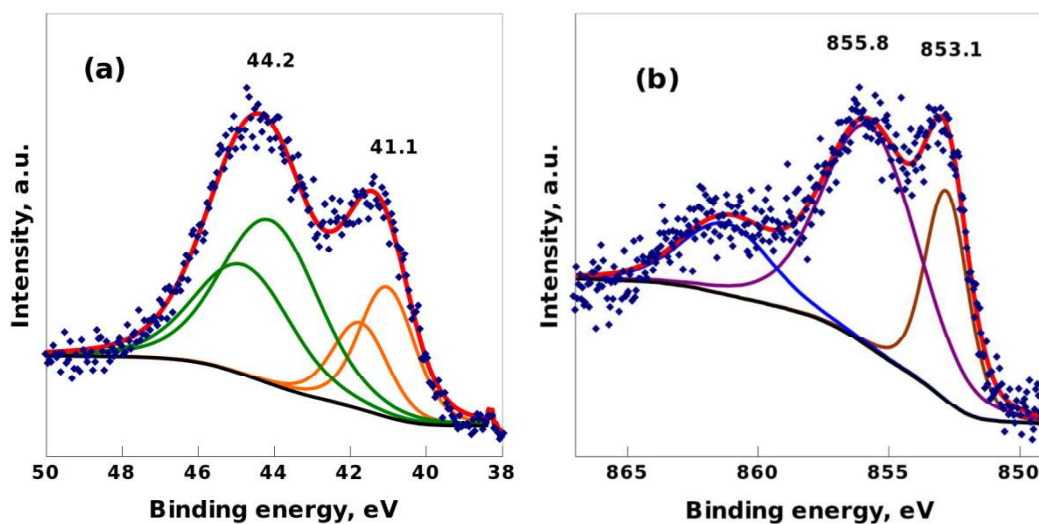 (a)
44.2
41.1
Intensity, a.u.
50 48 46 44 42 40 38
Binding energy, eV
(b)
855.8 853.1
Intensity, a.u.
865 860 855 850
Binding energy, eV